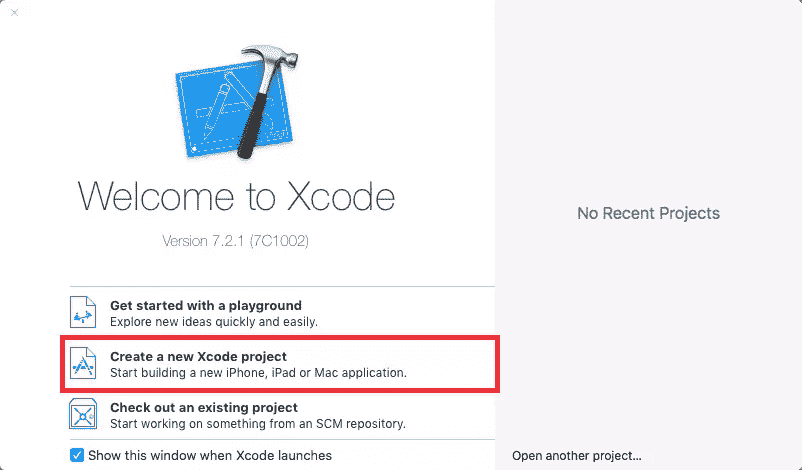 Welcome to Xcode
Version 7.2.1 (7C1002)
Get started with a playground
Explore new ideas quickly and easily.
Create a new Xcode project
Start building a new iPhone, iPad or Mac application.
Check out an existing project
Start working on something from an SCM repository.
Show this window when Xcode launches
No Recent Projects
Open another project...